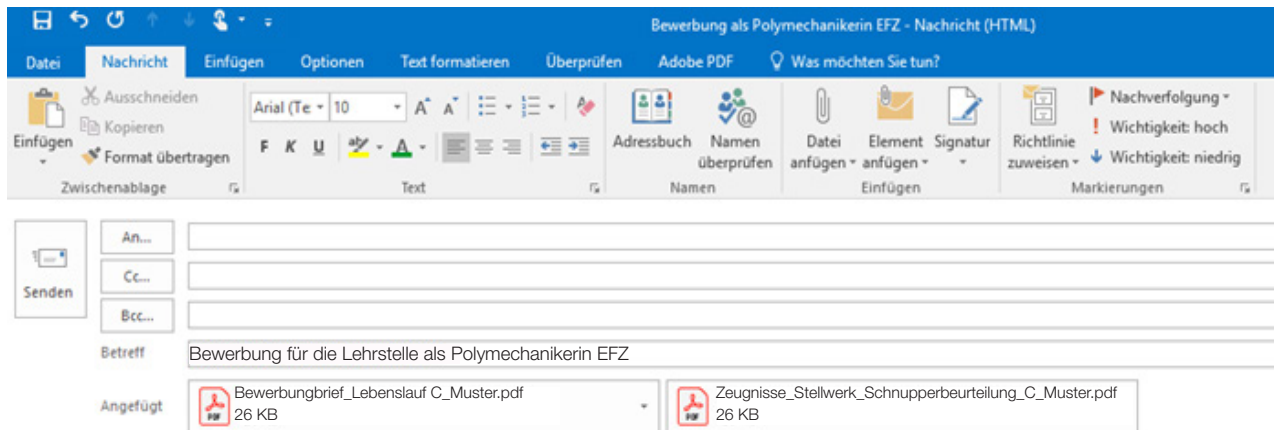 Bewerbung als Polymechanikerin EFZ - Nachricht (HTML)
Datei Nachricht Einfügen Optionen Text formatieren Überprüfen Adobe PDF Was möchten Sie tun?
Einfügen
Ausschneiden
Kopieren
Format übertragen
Zwischenablage
Arial (Te 10
F K U
Text
Adressbuch
Namen überprüfen
Namen
Datei anfügen
Element anfügen
Signatur
Einfügen
Richtlinie zuweisen
Nachverfolgung
Wichtigkeit: hoch
Wichtigkeit: niedrig
Markierungen
Senden
An...
Cc...
Bcc...
Betreff Bewerbung für die Lehrstelle als Polymechanikerin EFZ
Angefügt
Bewerbungbrief_Lebenslauf C_Muster.pdf
26 KB
Zeugnisse_Stellwerk_Schnupperbeurteilung_C_Muster.pdf
26 KB